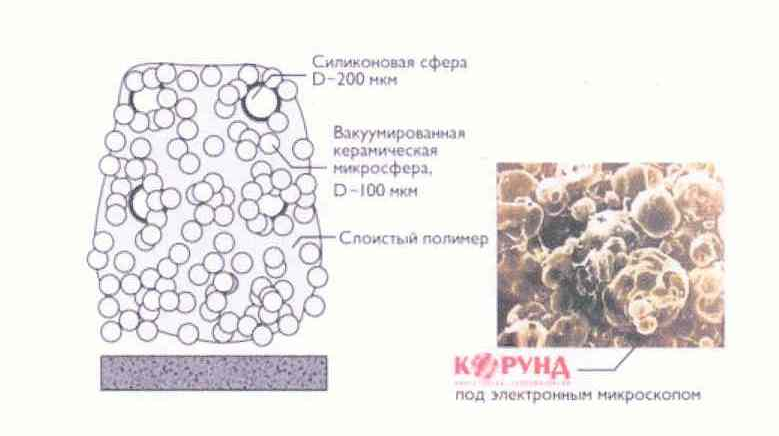 Силиконовая сфера
D~200 мкм
Вакуумированная
керамическая
микросфера,
D~100 мкм
Слоистый полимер
КОРУНД
под электронным микроскопом